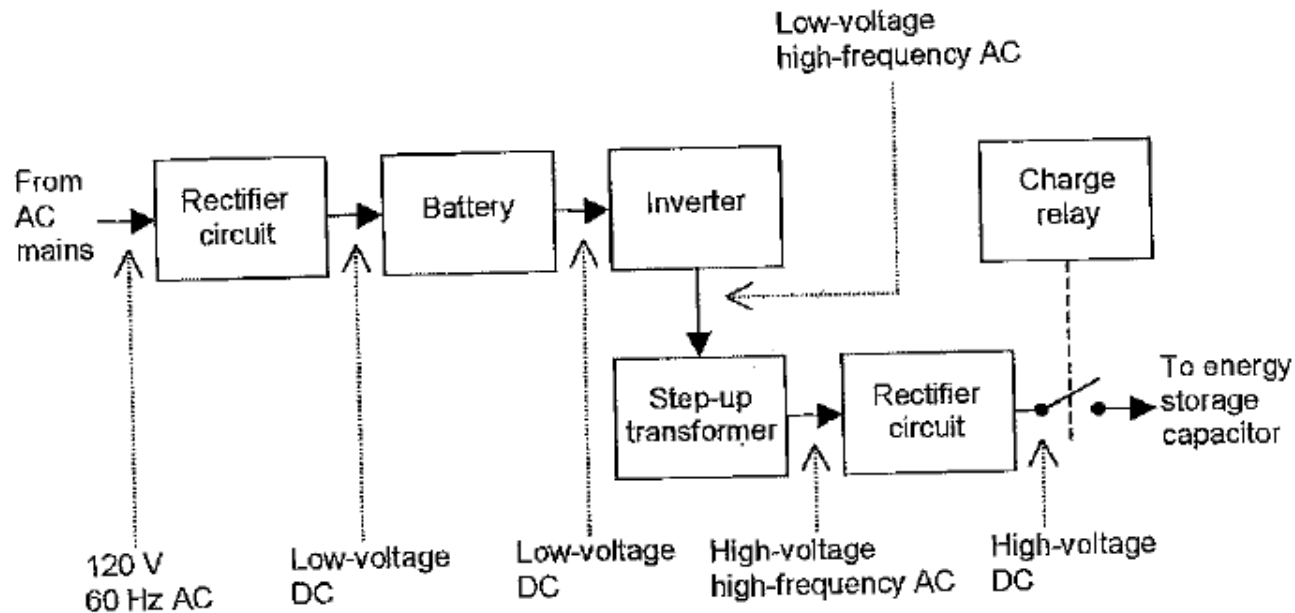 Low-voltage
high-frequency AC
From
AC
mains
Rectifier
circuit
Battery
Inverter
Charge
relay
Step-up
transformer
Rectifier
circuit
To energy
storage
capacitor
120 V
60 Hz AC
Low-voltage
DC
Low-voltage
DC
High-voltage
high-frequency AC
High-voltage
DC